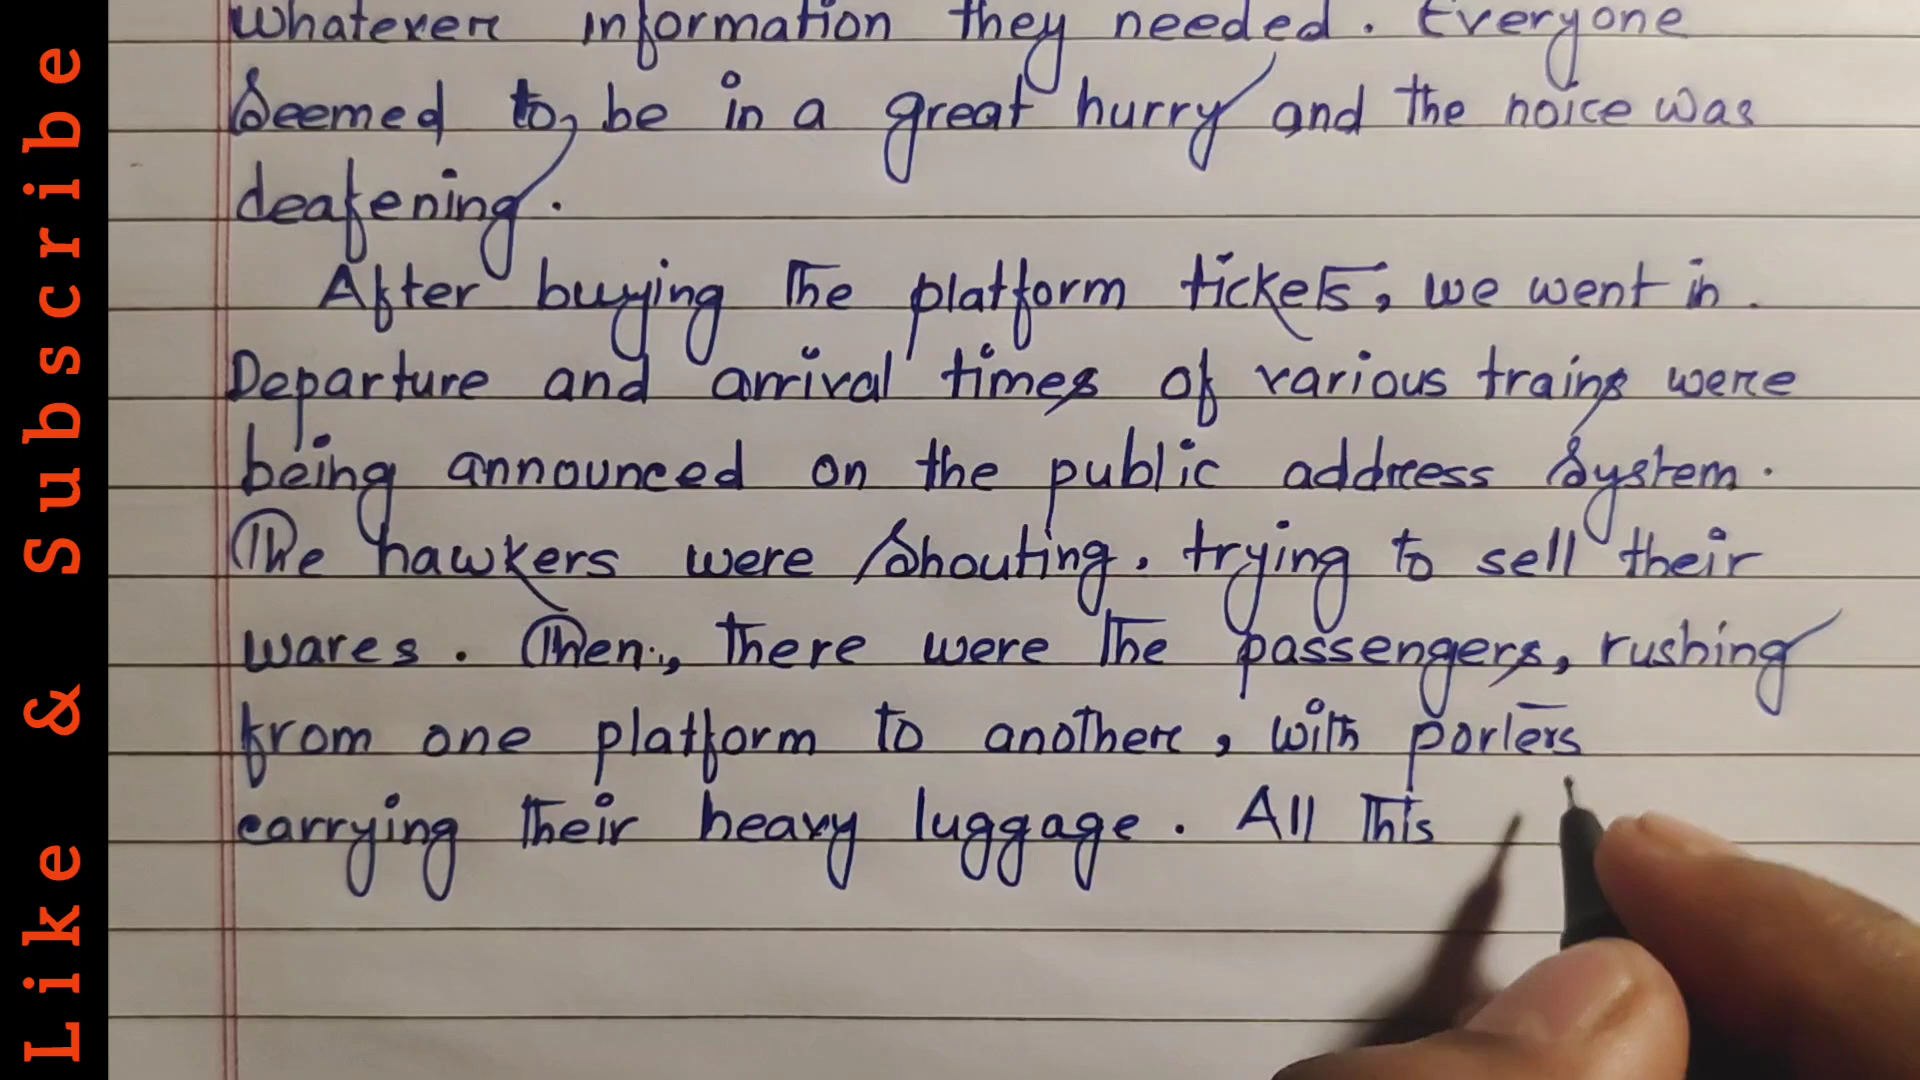 Like & Subscribe
whatever information they needed. Everyone
seemed to be in a great hurry and the noice was
deafening.
After buying the platform tickets, we went in.
Departure and arrival times of various trains were
being announced on the public address system.
The hawkers were shouting. trying to sell their
wares. Then., there were the passengers, rushing
from one platform to another, with porters
carrying their heavy luggage. All this